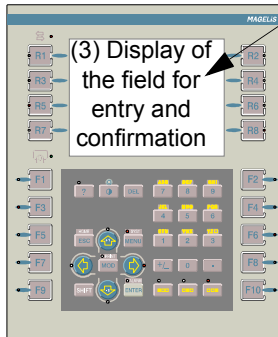 MAGELIS
(3) Display of
the field for
entry and
confirmation
R1 R2
R3 R4
R5 R6
R7 R8
F1 F2
F3 F4
F5 F6
F7 F8
F9 F10
? DEL 7 8 9
4 5 6
HOME
ESC MENU 1 2 3
MOD +/- 0 .
SHIFT ENTER MOD